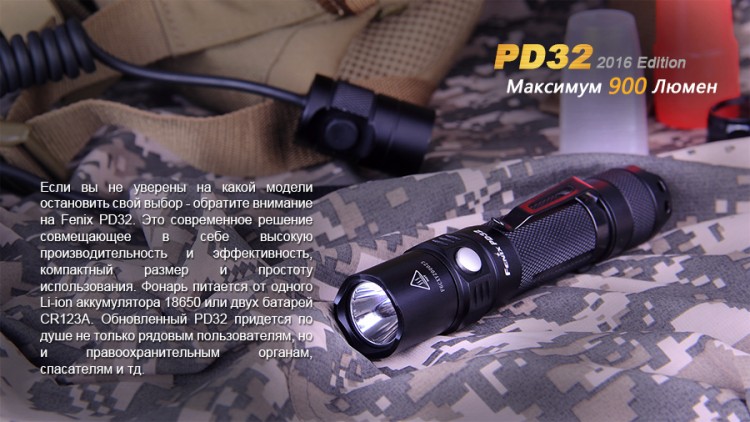 PD32 2016 Edition
Максимум 900 Люмен
Если вы не уверены на какой модели
остановить свой выбор - обратите внимание
на Fenix PD32. Это современное решение
совмещающее в себе высокую
производительность и эффективность,
компактный размер и простоту
использования. Фонарь питается от одного
Li-ion аккумулятора 18650 или двух батарей
CR123A. Обновленный PD32 придется по
душе не только рядовым пользователям, но
и правоохранительным органам,
спасателям и тд.
Fenix PD32